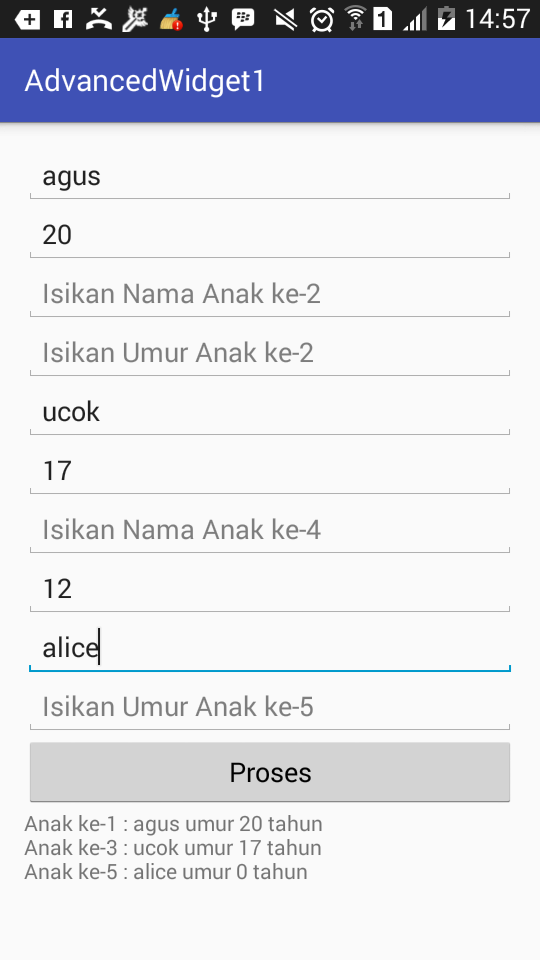 1
14:57
AdvancedWidget1
agus
20
Isikan Nama Anak ke-2
Isikan Umur Anak ke-2
ucok
17
Isikan Nama Anak ke-4
12
alice
Isikan Umur Anak ke-5
Proses
Anak ke-1 : agus umur 20 tahun
Anak ke-3 : ucok umur 17 tahun
Anak ke-5 : alice umur 0 tahun